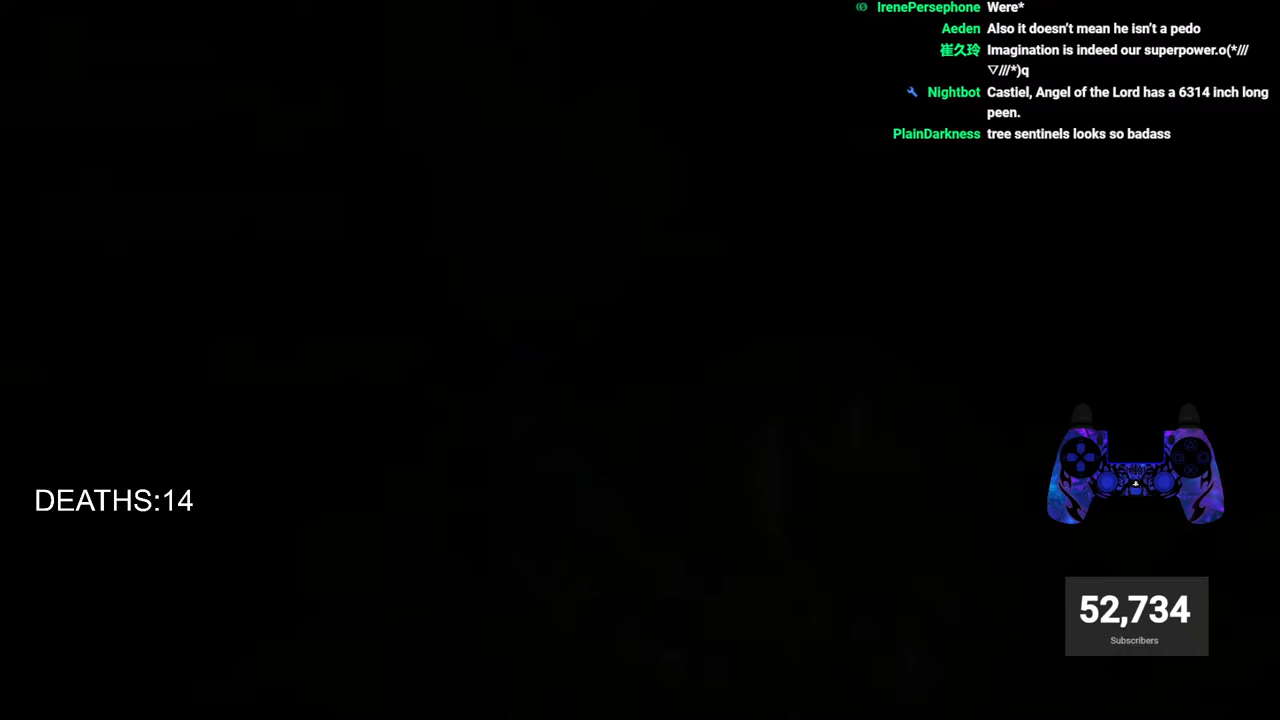 IrenePersephone Were*
Aeden Also it doesn’t mean he isn’t a pedo
崔久玲 Imagination is indeed our superpower.o(*///
▽///*)q
Nightbot Castiel, Angel of the Lord has a 6314 inch long
peen.
PlainDarkness tree sentinels looks so badass
DEATHS:14
52,734
Subscribers